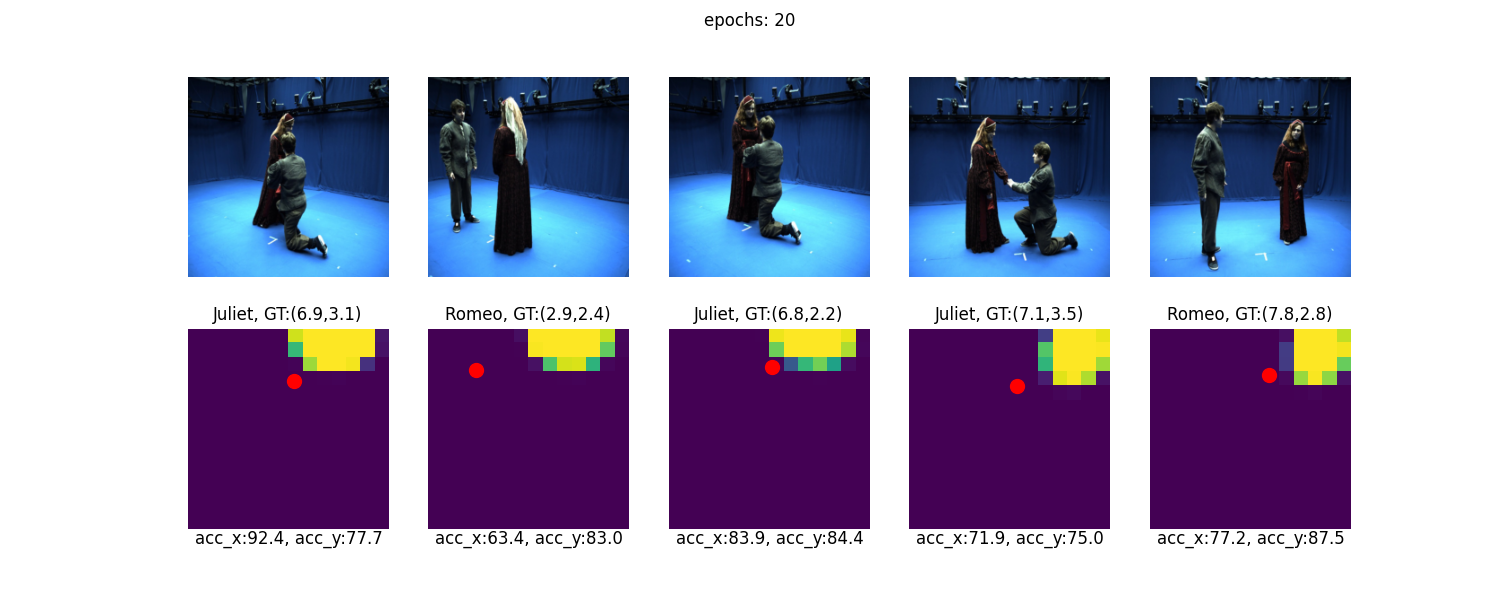 epochs: 20
Juliet, GT:(6.9,3.1)
Romeo, GT:(2.9,2.4)
Juliet, GT:(6.8,2.2)
Juliet, GT:(7.1,3.5)
Romeo, GT:(7.8,2.8)
acc_x:92.4, acc_y:77.7
acc_x:63.4, acc_y:83.0
acc_x:83.9, acc_y:84.4
acc_x:71.9, acc_y:75.0
acc_x:77.2, acc_y:87.5